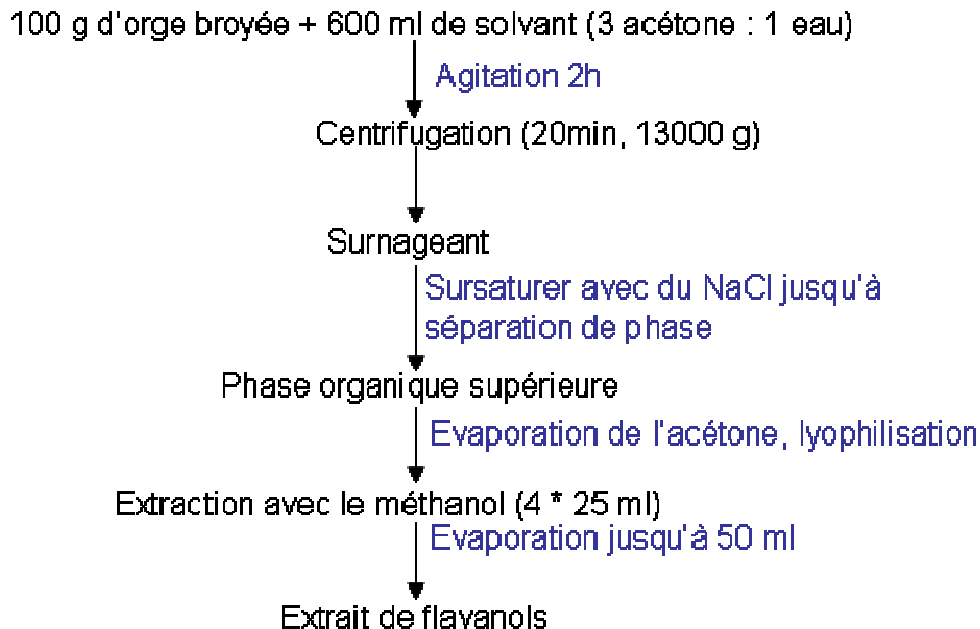 100 g d'orge broyée + 600 ml de solvant (3 acétone : 1 eau)
Agitation 2h
Centrifugation (20min, 13000 g)
Surnageant
Sursaturer avec du NaCl jusqu'à
séparation de phase
Phase organique supérieure
Evaporation de l'acétone, lyophilisation
Extraction avec le méthanol (4 * 25 ml)
Evaporation jusqu'à 50 ml
Extrait de flavanols